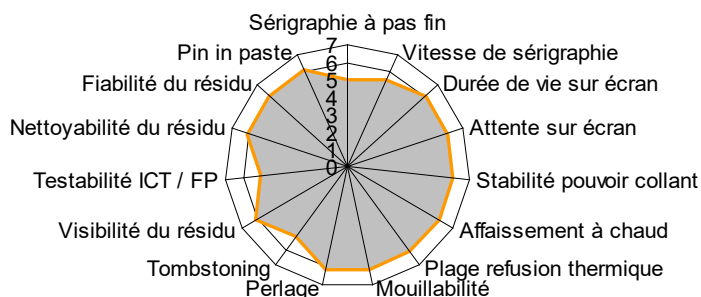 Sérigraphie à pas fin
Pin in paste
Vitesse de sérigraphie
Fiabilité du résidu
Durée de vie sur écran
Nettoyabilité du résidu
Attente sur écran
Testabilité ICT / FP
Stabilité pouvoir collant
Visibilité du résidu
Affaissement à chaud
Tombstoning
Plage refusion thermique
Perlage
Mouillabilité
7
6
5
4
3
2
1
0